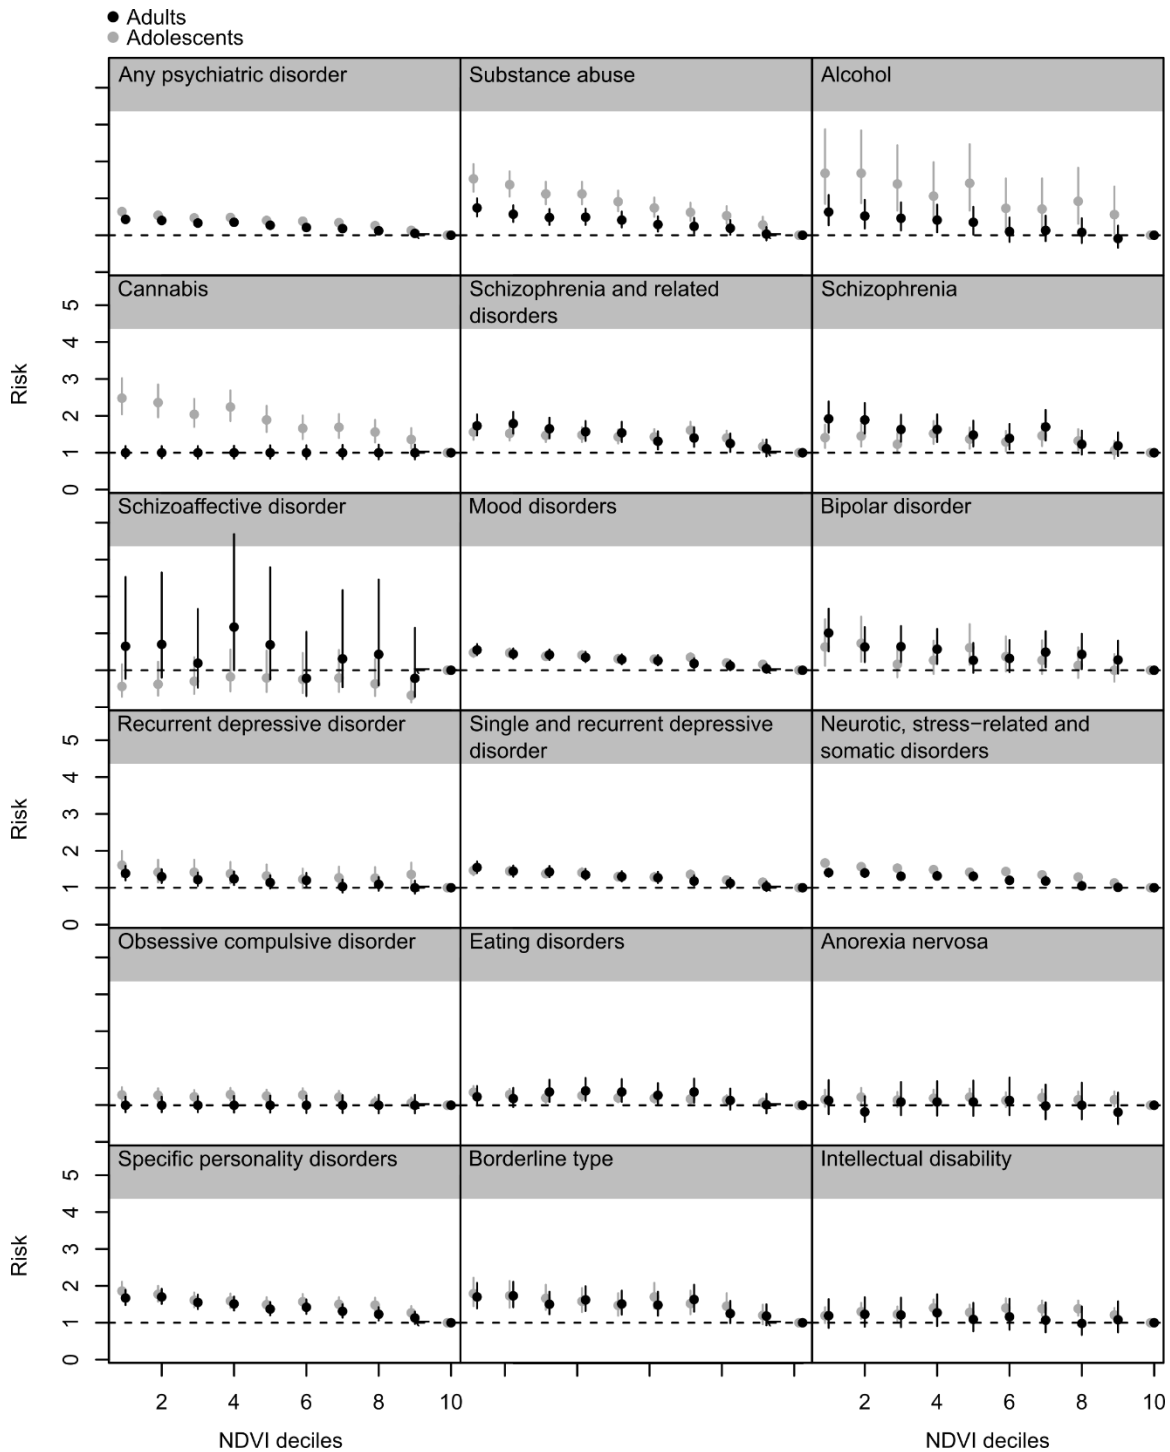 Adults
Adolescents
Any psychiatric disorder
Substance abuse
Alcohol
Cannabis
Schizophrenia and related
disorders
Schizophrenia
Risk
5
4
3
2
1
0
Schizoaffective disorder
Mood disorders
Bipolar disorder
Recurrent depressive disorder
Single and recurrent depressive
disorder
Neurotic, stress−related and
somatic disorders
Risk
5
4
3
2
1
0
Obsessive compulsive disorder
Eating disorders
Anorexia nervosa
Specific personality disorders
Borderline type
Intellectual disability
Risk
5
4
3
2
1
0
2 4 6 8 10
2 4 6 8 10
NDVI deciles
NDVI deciles